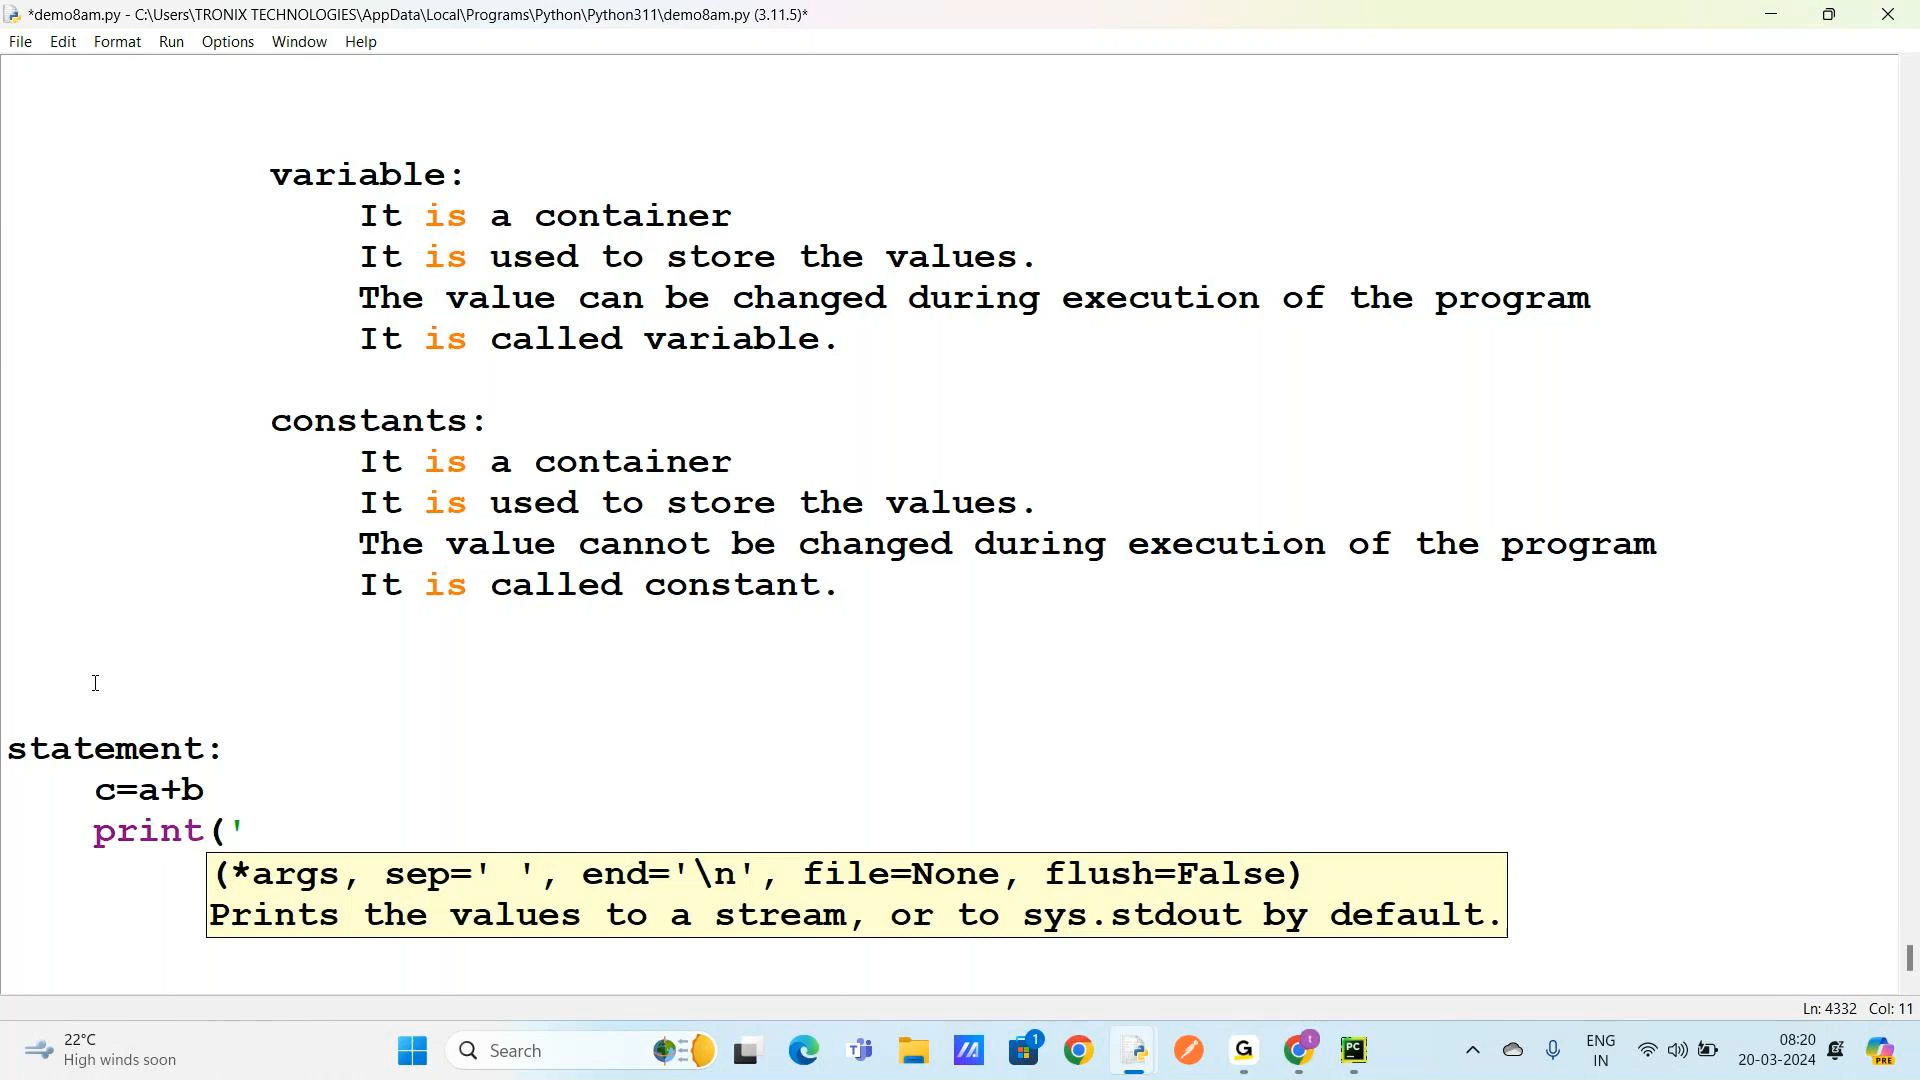 *demo8am.py - C:\Users\TRONIX TECHNOLOGIES\AppData\Local\Programs\Python\Python311\demo8am.py (3.11.5)*
File Edit Format Run Options Window Help
variable:
It is a container
It is used to store the values.
The value can be changed during execution of the program
It is called variable.
constants:
It is a container
It is used to store the values.
The value cannot be changed during execution of the program
It is called constant.
statement:
c=a+b
print('
(*args, sep=' ', end='\n', file=None, flush=False)
Prints the values to a stream, or to sys.stdout by default.
Ln: 4332 Col: 11
22°C
High winds soon
Search
1
G
t
PC
ENG
IN
08:20
20-03-2024
PRE